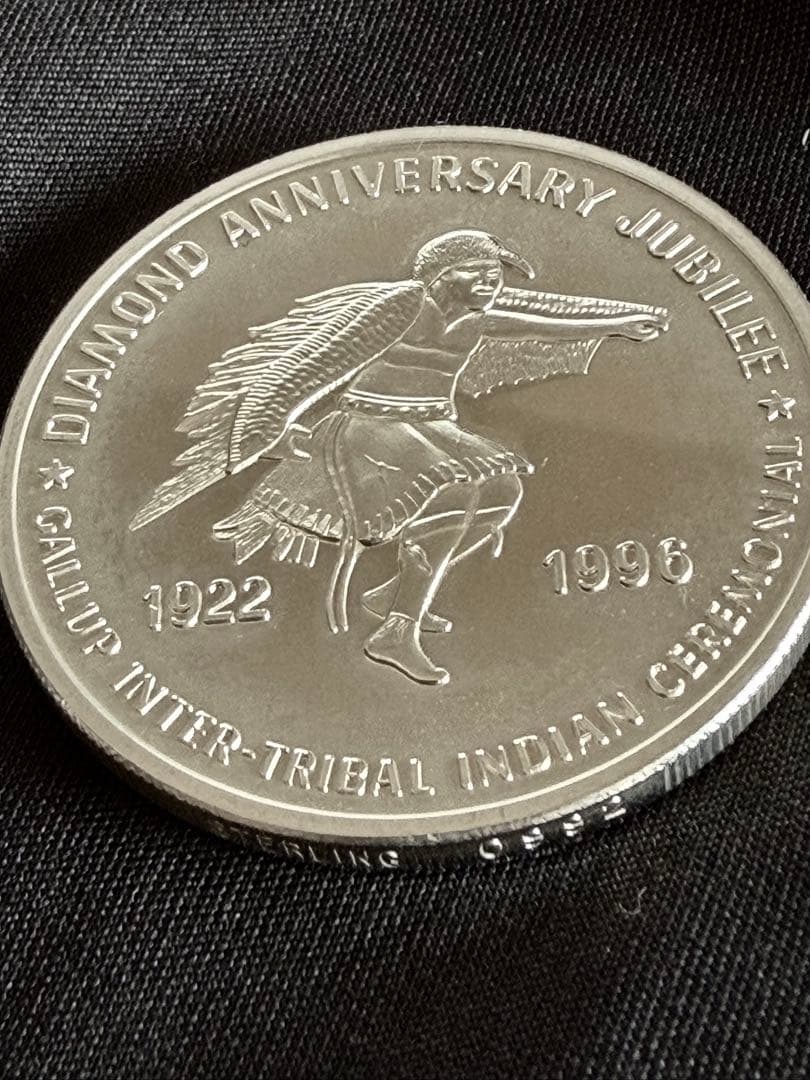 ★ DIAMOND ANNIVERSARY JUBILEE ★
1922
1996
GALLUP INTER-TRIBAL INDIAN CEREMONIAL
STERLING